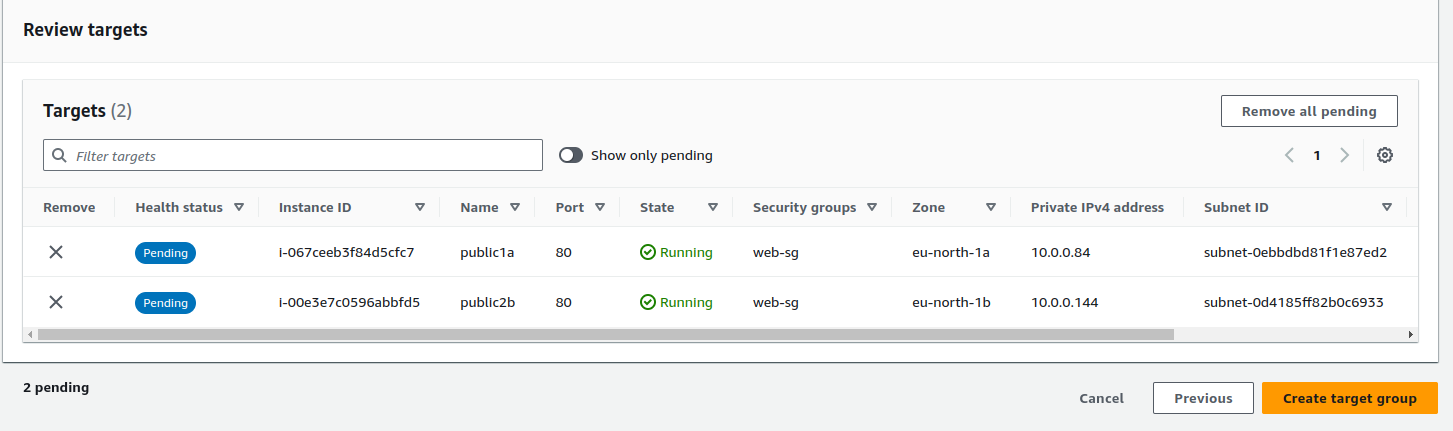 Review targets
Targets (2)
Remove all pending
Filter targets
Show only pending
1
Remove Health status Instance ID Name Port State Security groups Zone Private IPv4 address Subnet ID
Pending i-067ceeb3f84d5cfc7 public1a 80 Running web-sg eu-north-1a 10.0.0.84 subnet-0ebbdbd81f1e87ed2
Pending i-00e3e7c0596abbfd5 public2b 80 Running web-sg eu-north-1b 10.0.0.144 subnet-0d4185ff82b0c6933
2 pending
Cancel Previous Create target group